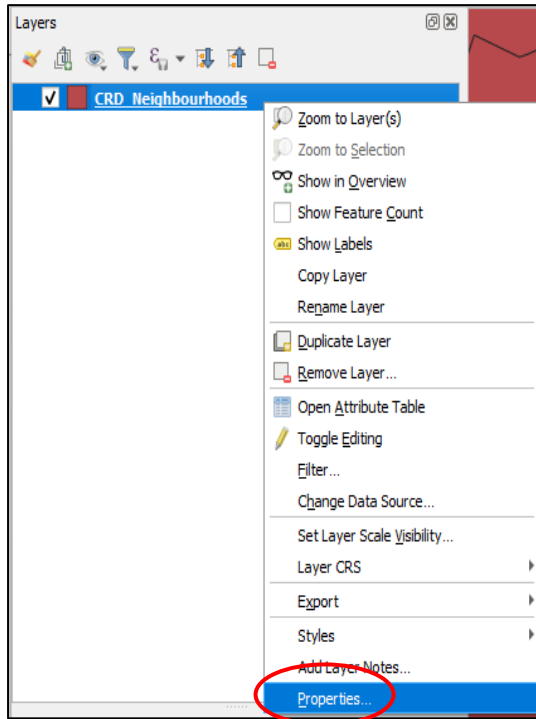 Layers
CRD_Neighbourhoods
Zoom to Layer(s)
Zoom to Selection
Show in Overview
Show Feature Count
abc Show Labels
Copy Layer
Rename Layer
Duplicate Layer
Remove Layer...
Open Attribute Table
Toggle Editing
Filter...
Change Data Source...
Set Layer Scale Visibility...
Layer CRS
Export
Styles
Add Layer Notes...
Properties...